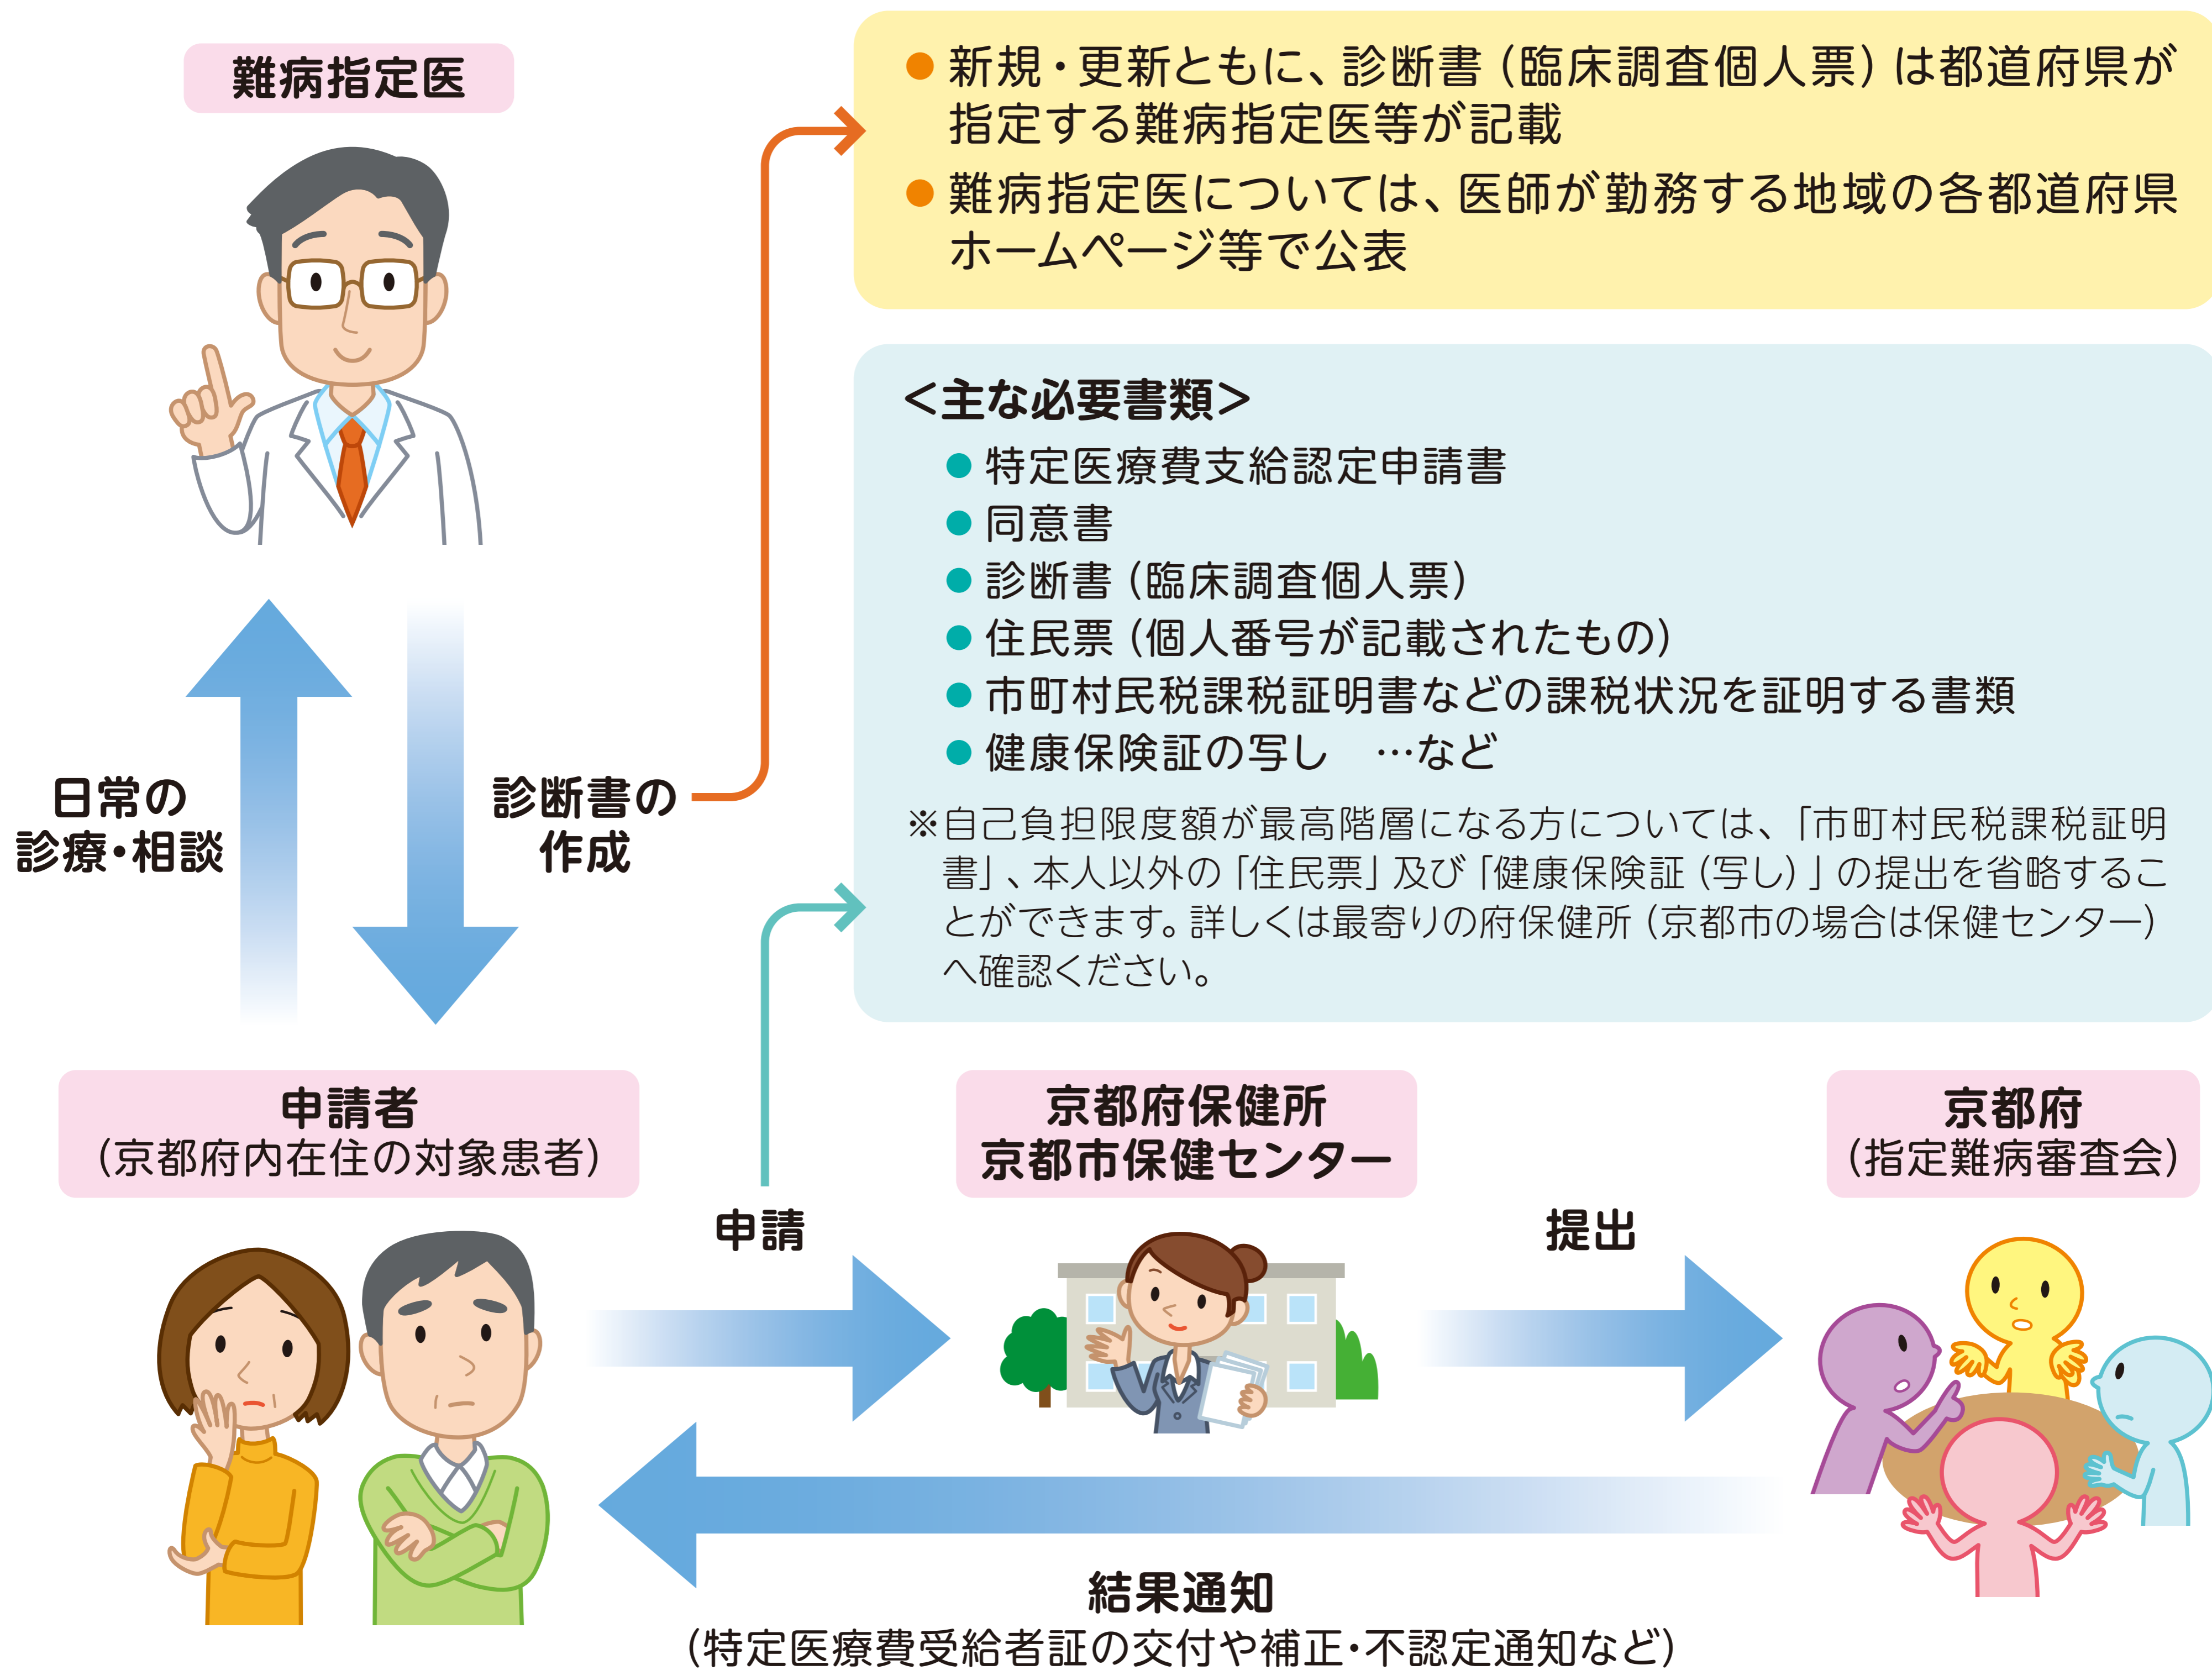 難病指定医
●新規・更新ともに、診断書（臨床調査個人票）は都道府県が
指定する難病指定医等が記載
●難病指定医については、医師が勤務する地域の各都道府県
ホームページ等で公表
＜主な必要書類＞
●特定医療費支給認定申請書
●同意書
●診断書（臨床調査個人票）
●住民票（個人番号が記載されたもの）
●市町村民税課税証明書などの課税状況を証明する書類
●健康保険証の写し　…など
※自己負担限度額が最高階層になる方については、「市町村民税課税証明
書」、本人以外の「住民票」及び「健康保険証（写し）」の提出を省略するこ
とができます。詳しくは最寄りの府保健所（京都市の場合は保健センター）
へ確認ください。
日常の
診療・相談
診断書の
作成
申請者
（京都府内在住の対象患者）
申請
京都府保健所
京都市保健センター
提出
京都府
（指定難病審査会）
結果通知
（特定医療費受給者証の交付や補正・不認定通知など）